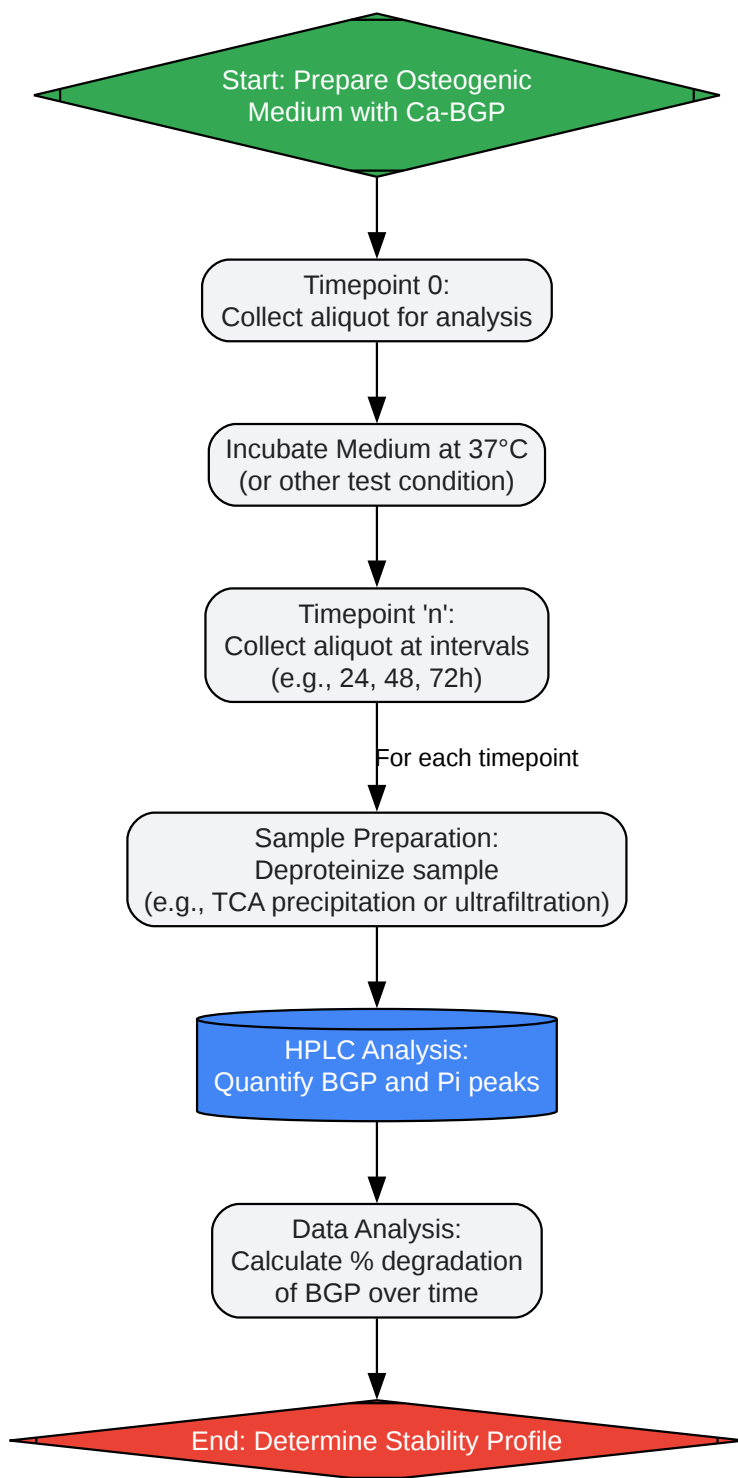 Start: Prepare Osteogenic
Medium with Ca-BGP
Timepoint 0:
Collect aliquot for analysis
Incubate Medium at 37°C
(or other test condition)
Timepoint 'n':
Collect aliquot at intervals
(e.g., 24, 48, 72h)
For each timepoint
Sample Preparation:
Deproteinize sample
(e.g., TCA precipitation or ultrafiltration)
HPLC Analysis:
Quantify BGP and Pi peaks
Data Analysis:
Calculate % degradation
of BGP over time
End: Determine Stability Profile